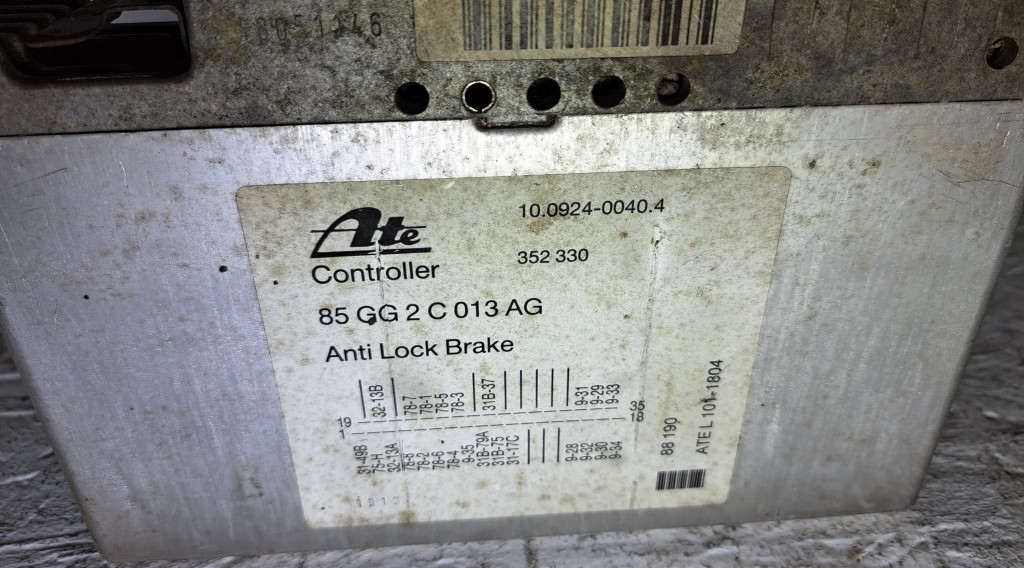 Ate
10.0924-0040.4
Controller
352 330
85 GG 2 C 013 AG
Anti Lock Brake
32-13B 78-7 78-1 78-5 78-3 31B-37 9-31 9-29 9-33
19 35
1 18
31-49B 75-H 32-13A 78-8 78-2 78-6 78-4 9-35 31B-79A 31B-75 31-17C 9-28 9-32 9-30 9-34
88 190
ATE L 101-1804